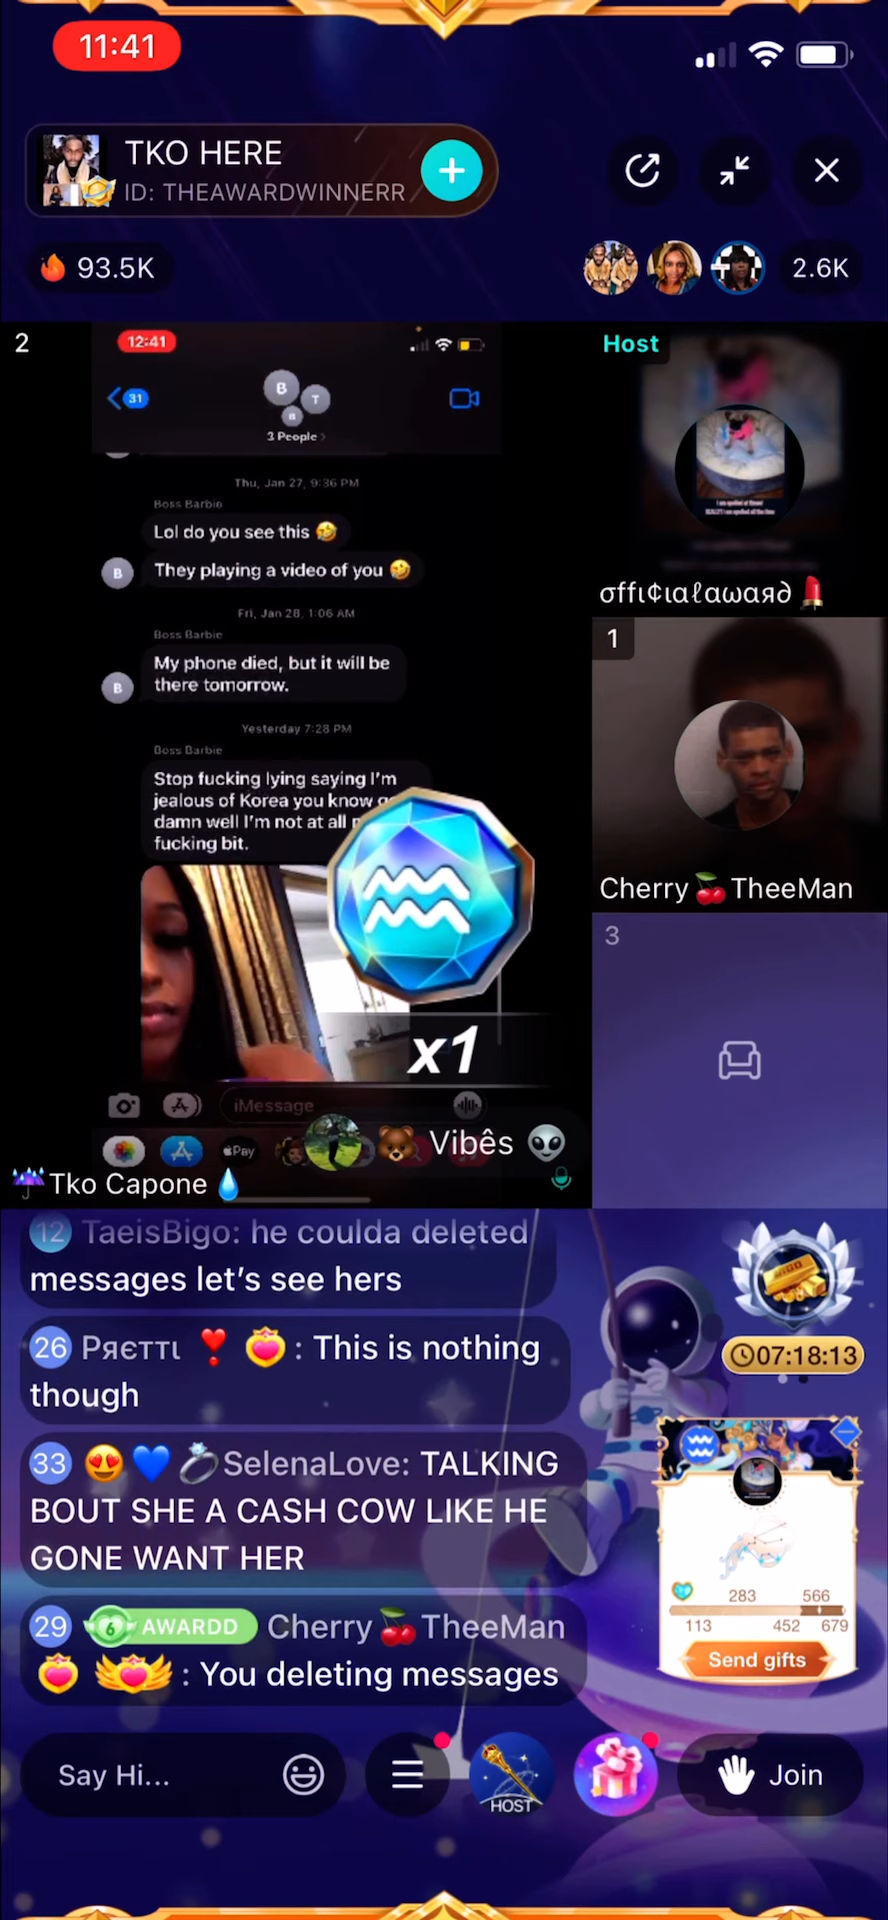 11:41
TKO HERE
ID: THEAWARDWINNERR
93.5K
2.6K
2
12:41
31
B
T
B
3 People
Thu, Jan 27, 9:36 PM
Boss Barbie
Lol do you see this 🤣
B
They playing a video of you 🤣
Fri, Jan 28, 1:06 AM
Boss Barbie
My phone died, but it will be
B
there tomorrow.
Yesterday 7:28 PM
Boss Barbie
Stop fucking lying saying I'm
jealous of Korea you know
damn well I'm not at all
fucking bit.
x1
iMessage
Pay
🐻 Vibês 👽
☔Tko Capone 💧
Host
σffι¢ιαℓαωαя∂ 💄
1
Cherry🍒TheeMan
3
12 TaeisBigo: he coulda deleted
messages let's see hers
26 Pяєттι ❣️ : This is nothing
though
33 😍 💙 💍SelenaLove: TALKING
BOUT SHE A CASH COW LIKE HE
GONE WANT HER
29 6 AWARDD Cherry🍒TheeMan
: You deleting messages
07:18:13
283 566
113 452 679
Send gifts
Say Hi...
HOST
Join